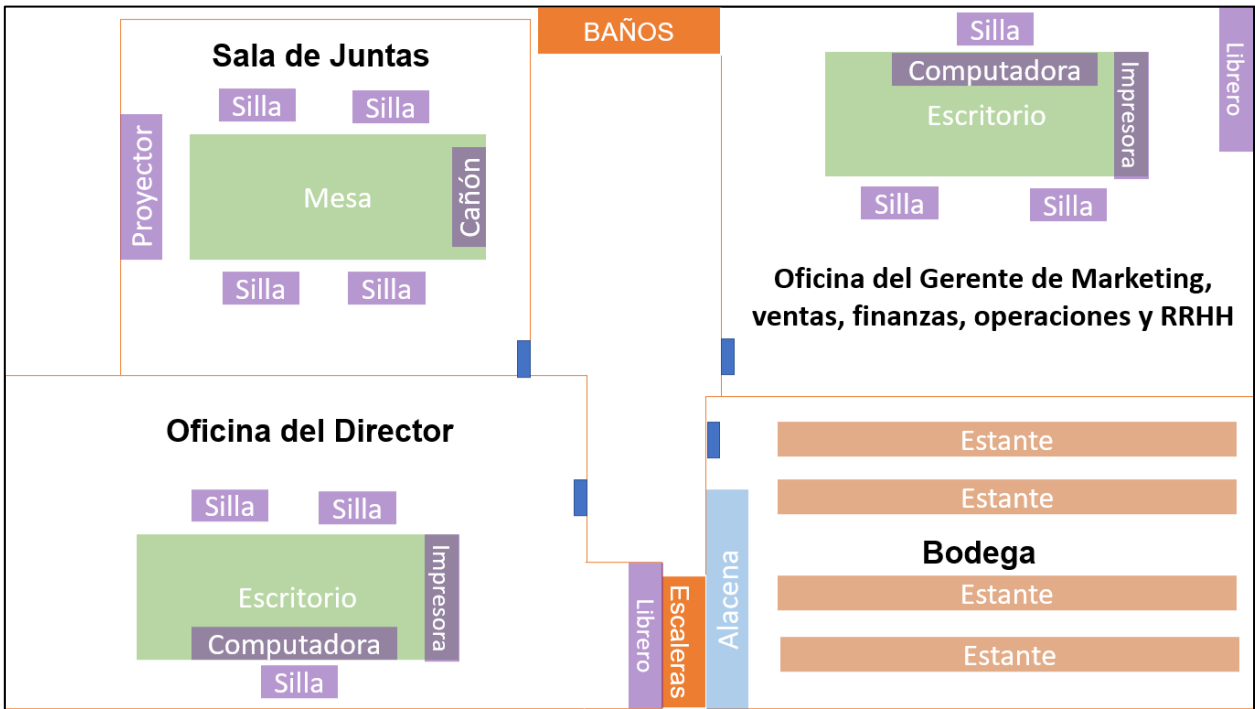 BAÑOS
Sala de Juntas
Silla
Silla
Proyector
Mesa
Cañón
Silla
Silla
Silla
Computadora
Escritorio
Impresora
Librero
Silla
Silla
Oficina del Gerente de Marketing,
ventas, finanzas, operaciones y RRHH
Oficina del Director
Silla
Silla
Escritorio
Impresora
Computadora
Silla
Librero
Escaleras
Alacena
Estante
Estante
Bodega
Estante
Estante